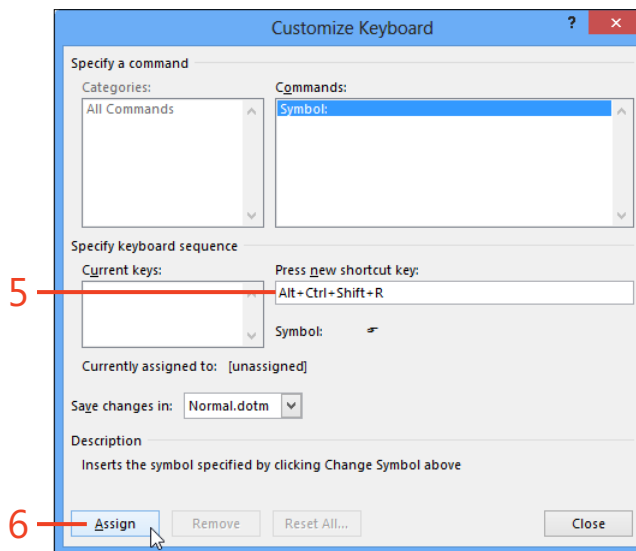 Customize Keyboard ? ×
Specify a command
Categories: Commands:
All Commands Symbol:
Specify keyboard sequence
Current keys: Press new shortcut key:
5 Alt+Ctrl+Shift+R
Symbol: ☛
Currently assigned to: [unassigned]
Save changes in: Normal.dotm
Description
Inserts the symbol specified by clicking Change Symbol above
6 Assign Remove Reset All... Close